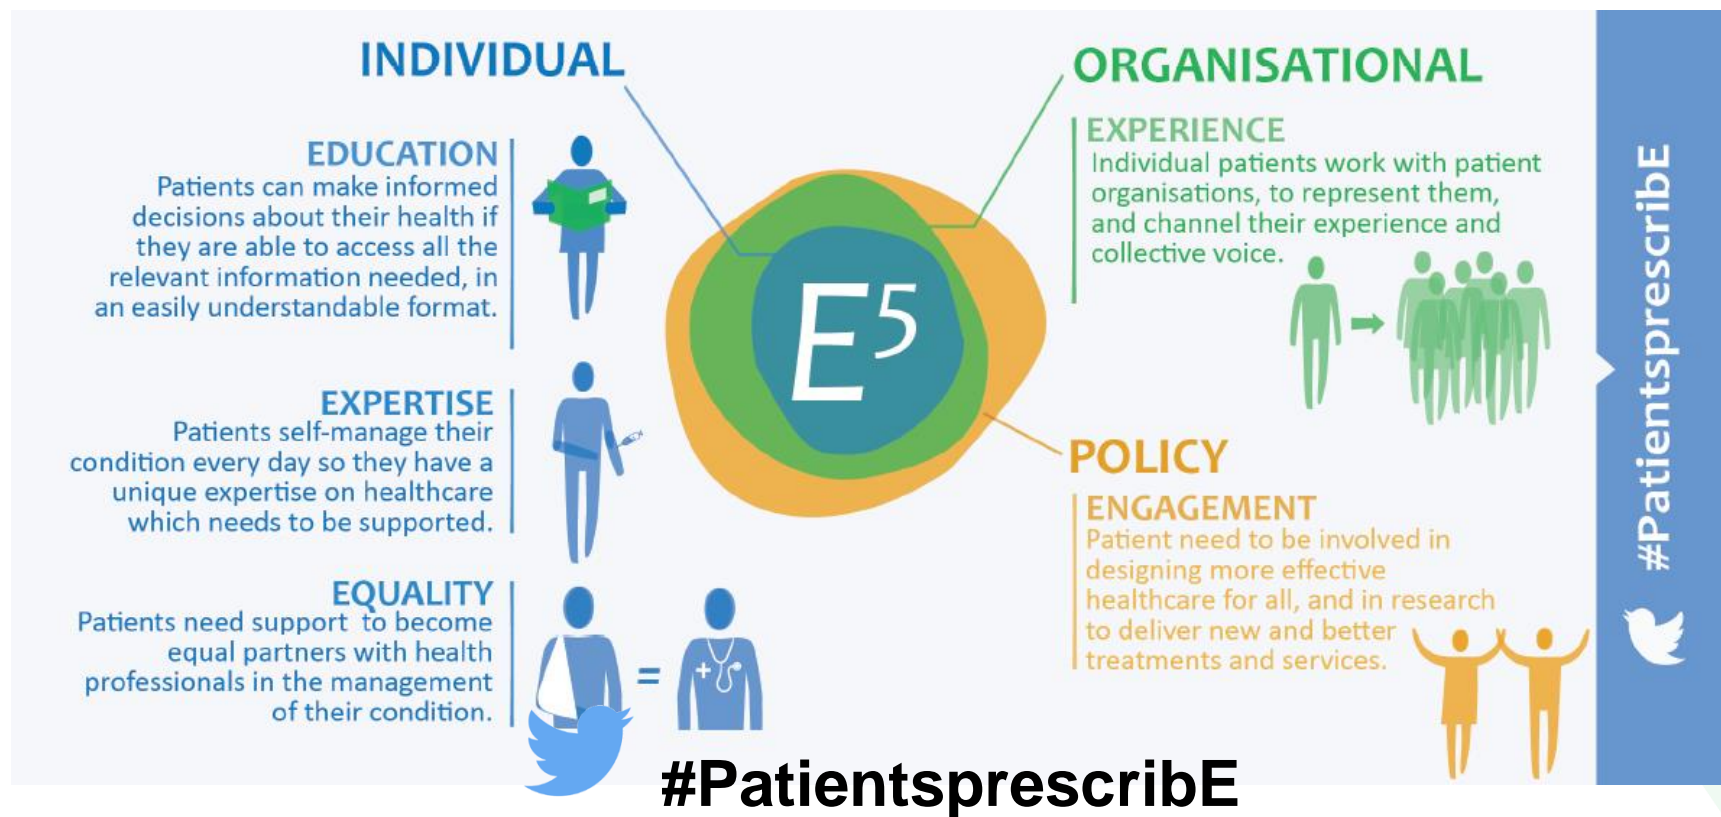 INDIVIDUAL
EDUCATION
Patients can make informed
decisions about their health if
they are able to access all the
relevant information needed, in
an easily understandable format.
EXPERTISE
Patients self-manage their
condition every day so they have a
unique expertise on healthcare
which needs to be supported.
EQUALITY
Patients need support to become
equal partners with health
professionals in the management
of their condition.
=
E⁵
ORGANISATIONAL
EXPERIENCE
Individual patients work with patient
organisations, to represent them,
and channel their experience and
collective voice.
POLICY
ENGAGEMENT
Patient need to be involved in
designing more effective
healthcare for all, and in research
to deliver new and better
treatments and services.
#PatientsprescribE
#PatientsprescribE